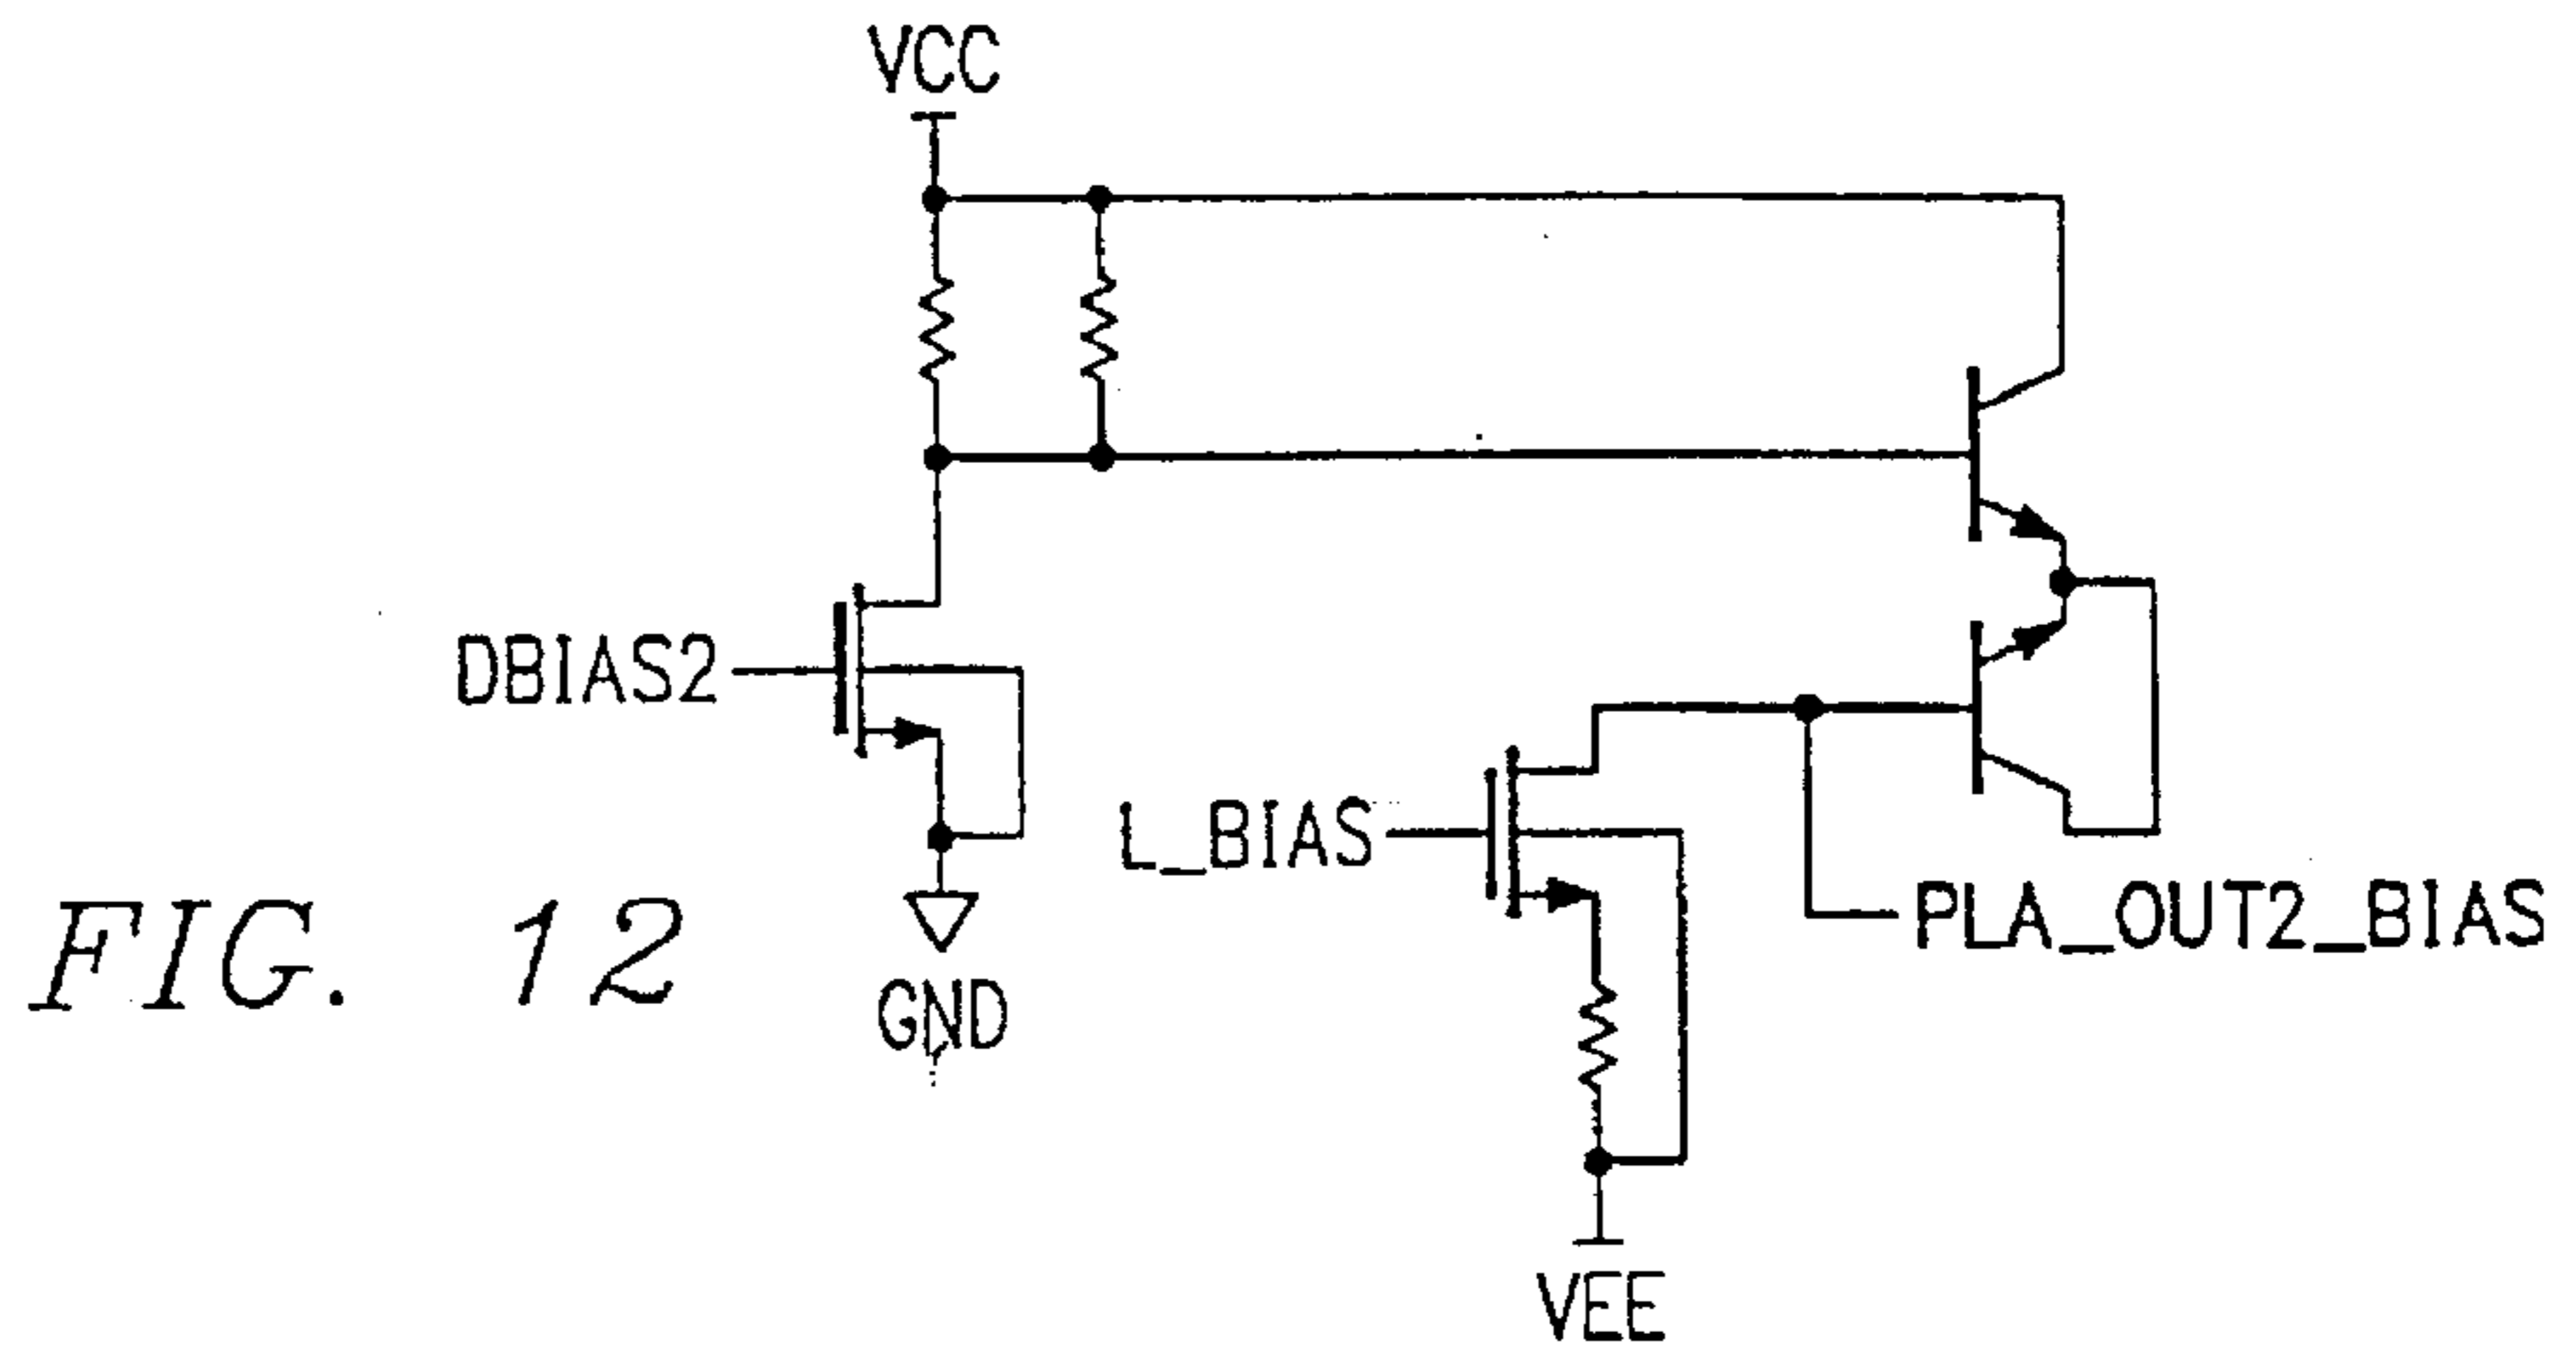 VCC
DBIAS2
L_BIAS
PLA_OUT2_BIAS
GND
FIG. 12
VEE